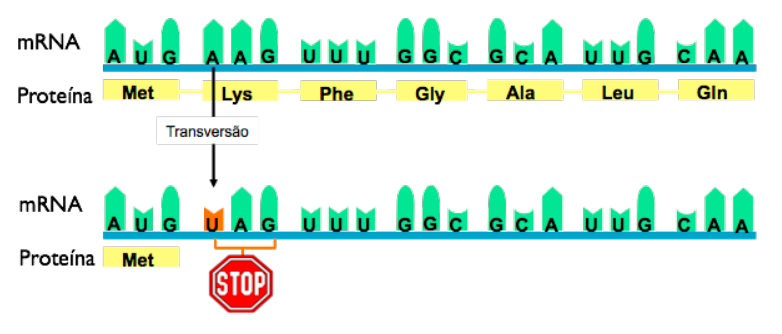 mRNA A U G A A G U U U G G C G C A U U G C A A
Proteína Met Lys Phe Gly Ala Leu Gln
Transversão
mRNA A U G U A G U U U G G C G C A U U G C A A
Proteína Met
STOP